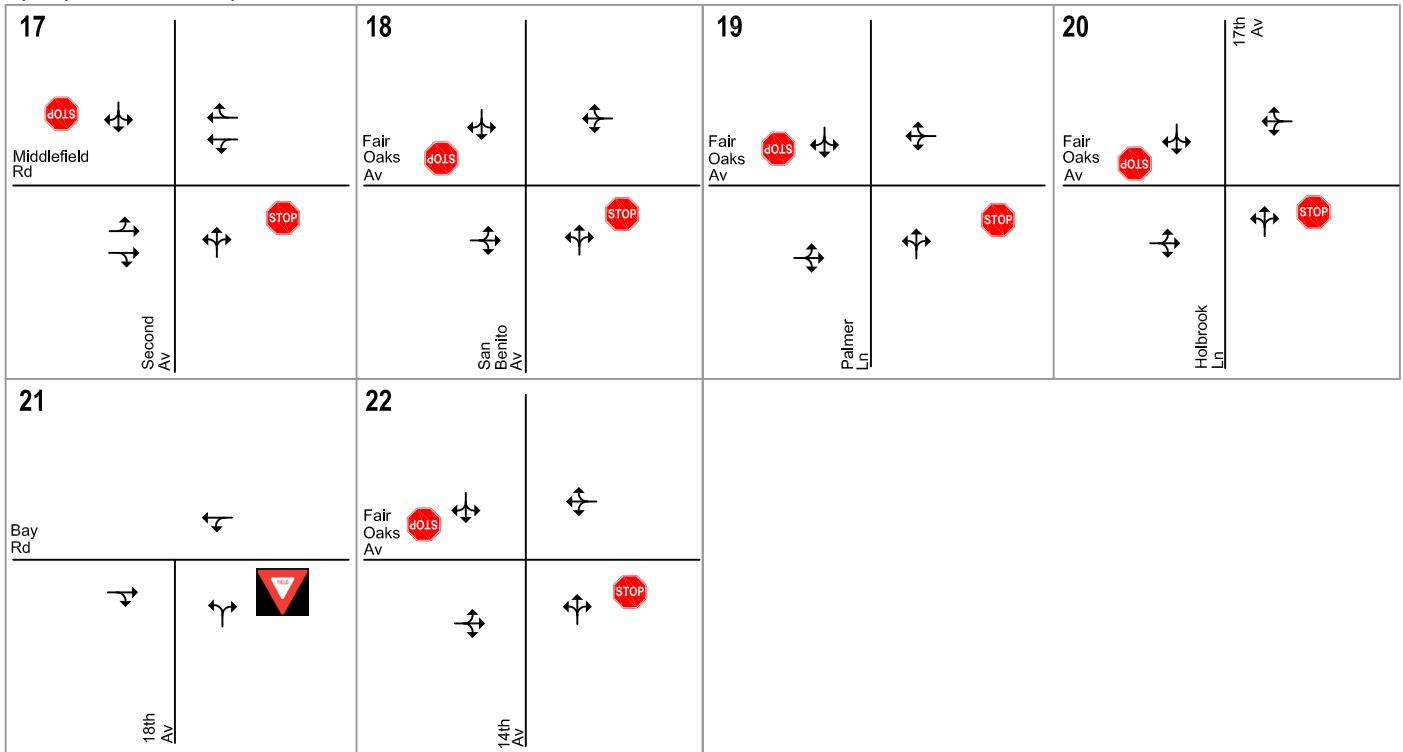 17
STOP
Middlefield
Rd
STOP
Second
Av
18
Fair
Oaks
Av
STOP
STOP
San
Benito
Av
19
Fair
Oaks
Av
STOP
STOP
Palmer
Ln
20
17th
Av
Fair
Oaks
Av
STOP
STOP
Holbrook
Ln
21
Bay
Rd
YIELD
18th
Av
22
Fair
Oaks
Av
STOP
STOP
14th
Av